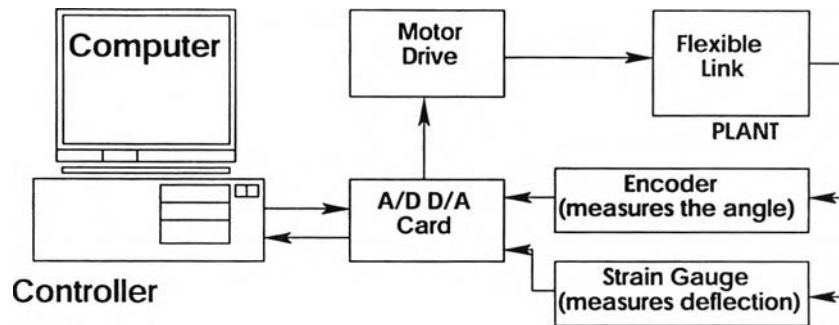 Computer
Motor
Drive
Flexible
Link
PLANT
A/D D/A
Card
Encoder
(measures the angle)
Strain Gauge
(measures deflection)
Controller